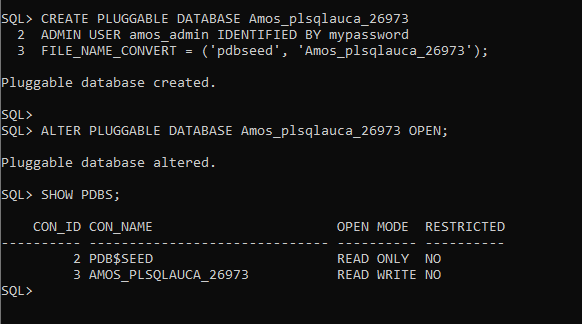 SQL> CREATE PLUGGABLE DATABASE Amos_plsqlauca_26973
  2  ADMIN USER amos_admin IDENTIFIED BY mypassword
  3  FILE_NAME_CONVERT = ('pdbseed', 'Amos_plsqlauca_26973');
Pluggable database created.
SQL>
SQL> ALTER PLUGGABLE DATABASE Amos_plsqlauca_26973 OPEN;
Pluggable database altered.
SQL> SHOW PDBS;
    CON_ID CON_NAME                       OPEN MODE  RESTRICTED
---------- ------------------------------ ---------- ----------
         2 PDB$SEED                       READ ONLY  NO
         3 AMOS_PLSQLAUCA_26973           READ WRITE NO
SQL>